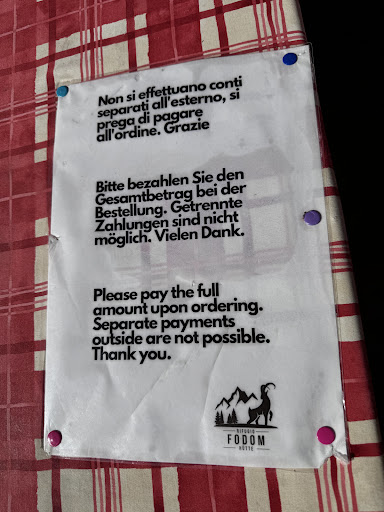 Non si effettuano conti
separati all'esterno, si
prega di pagare
all'ordine. Grazie
Bitte bezahlen Sie den
Gesamtbetrag bei der
Bestellung. Getrennte
Zahlungen sind nicht
möglich. Vielen Dank.
Please pay the full
amount upon ordering.
Separate payments
outside are not possible.
Thank you.
RIFUGIO
FODOM
HÜTTE